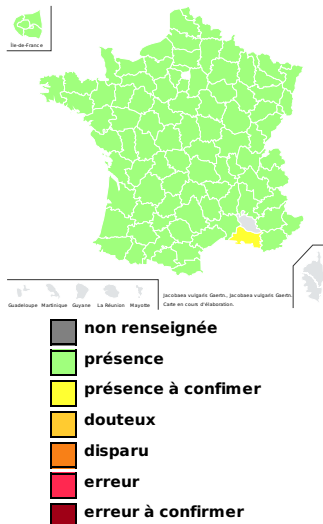 Île-de-France
Guadeloupe Martinique Guyane La Réunion Mayotte
Jacobaea vulgaris Gaertn., Jacobaea vulgaris Gaertn.
Carte en cours d'élaboration.
non renseignée
présence
présence à confimer
douteux
disparu
erreur
erreur à confirmer